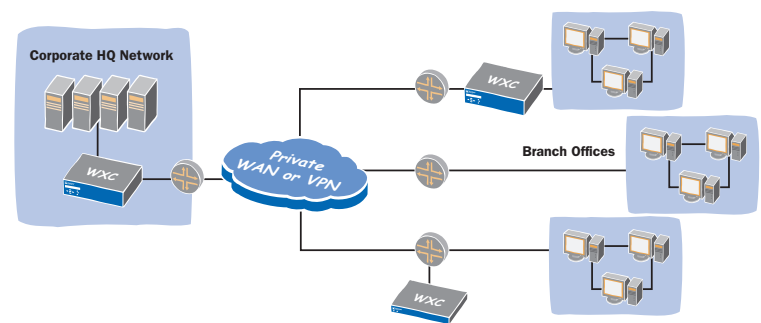 Corporate HQ Network
WXC
Private
WAN or VPN
WXC
Branch Offices
WXC